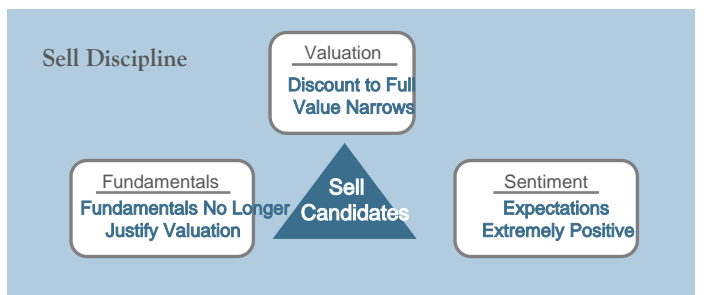 Sell Discipline
Valuation
Discount to Full
Value Narrows
Fundamentals
Fundamentals No Longer
Justify Valuation
Sell
Candidates
Sentiment
Expectations
Extremely Positive